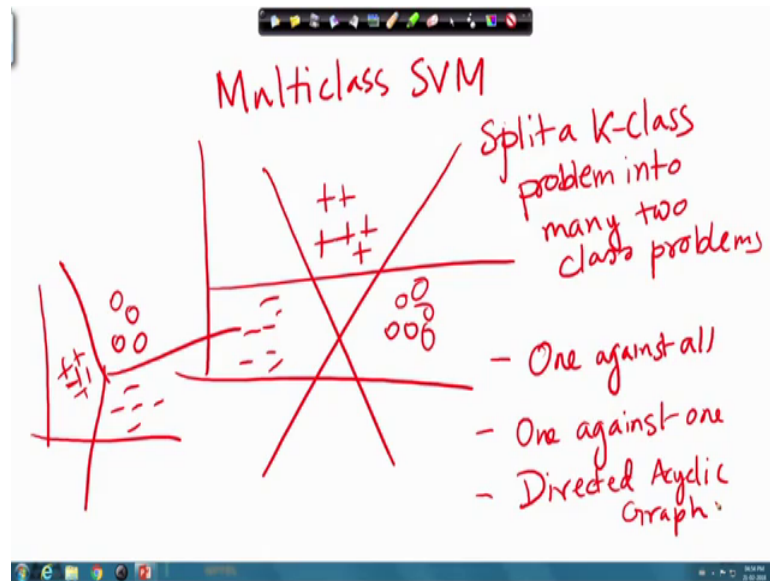 Multiclass SVM
Split a K-class
problem into
many two
class problems
- One against all
- One against-one
- Directed Acyclic
Graph